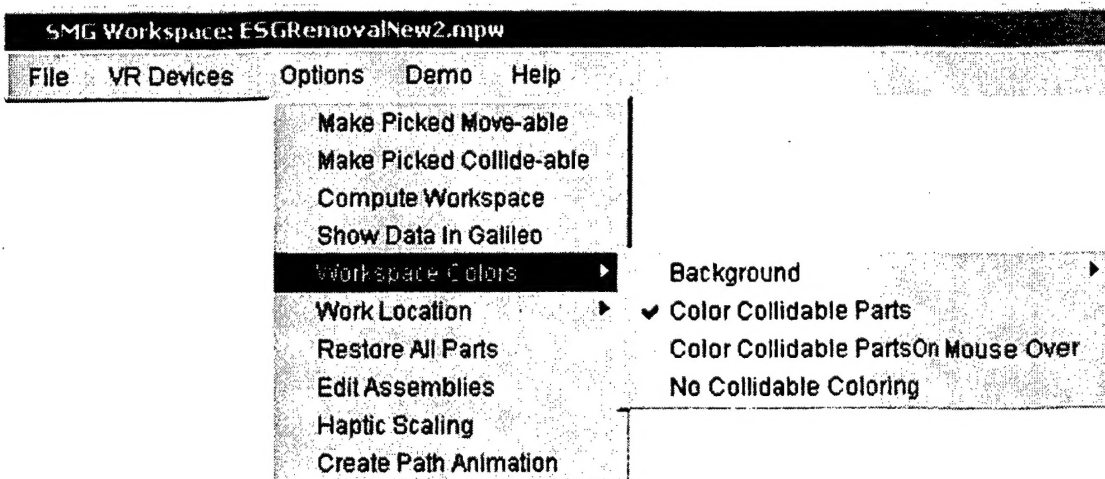 SMG Workspace: ESGRemovalNew2.mpw
File VR Devices Options Demo Help
Make Picked Move-able
Make Picked Collide-able
Compute Workspace
Show Data In Galileo
Workspace Colors
Background
Work Location
Color Collidable Parts
Restore All Parts
Color Collidable PartsOn Mouse Over
Edit Assemblies
No Collidable Coloring
Haptic Scaling
Create Path Animation